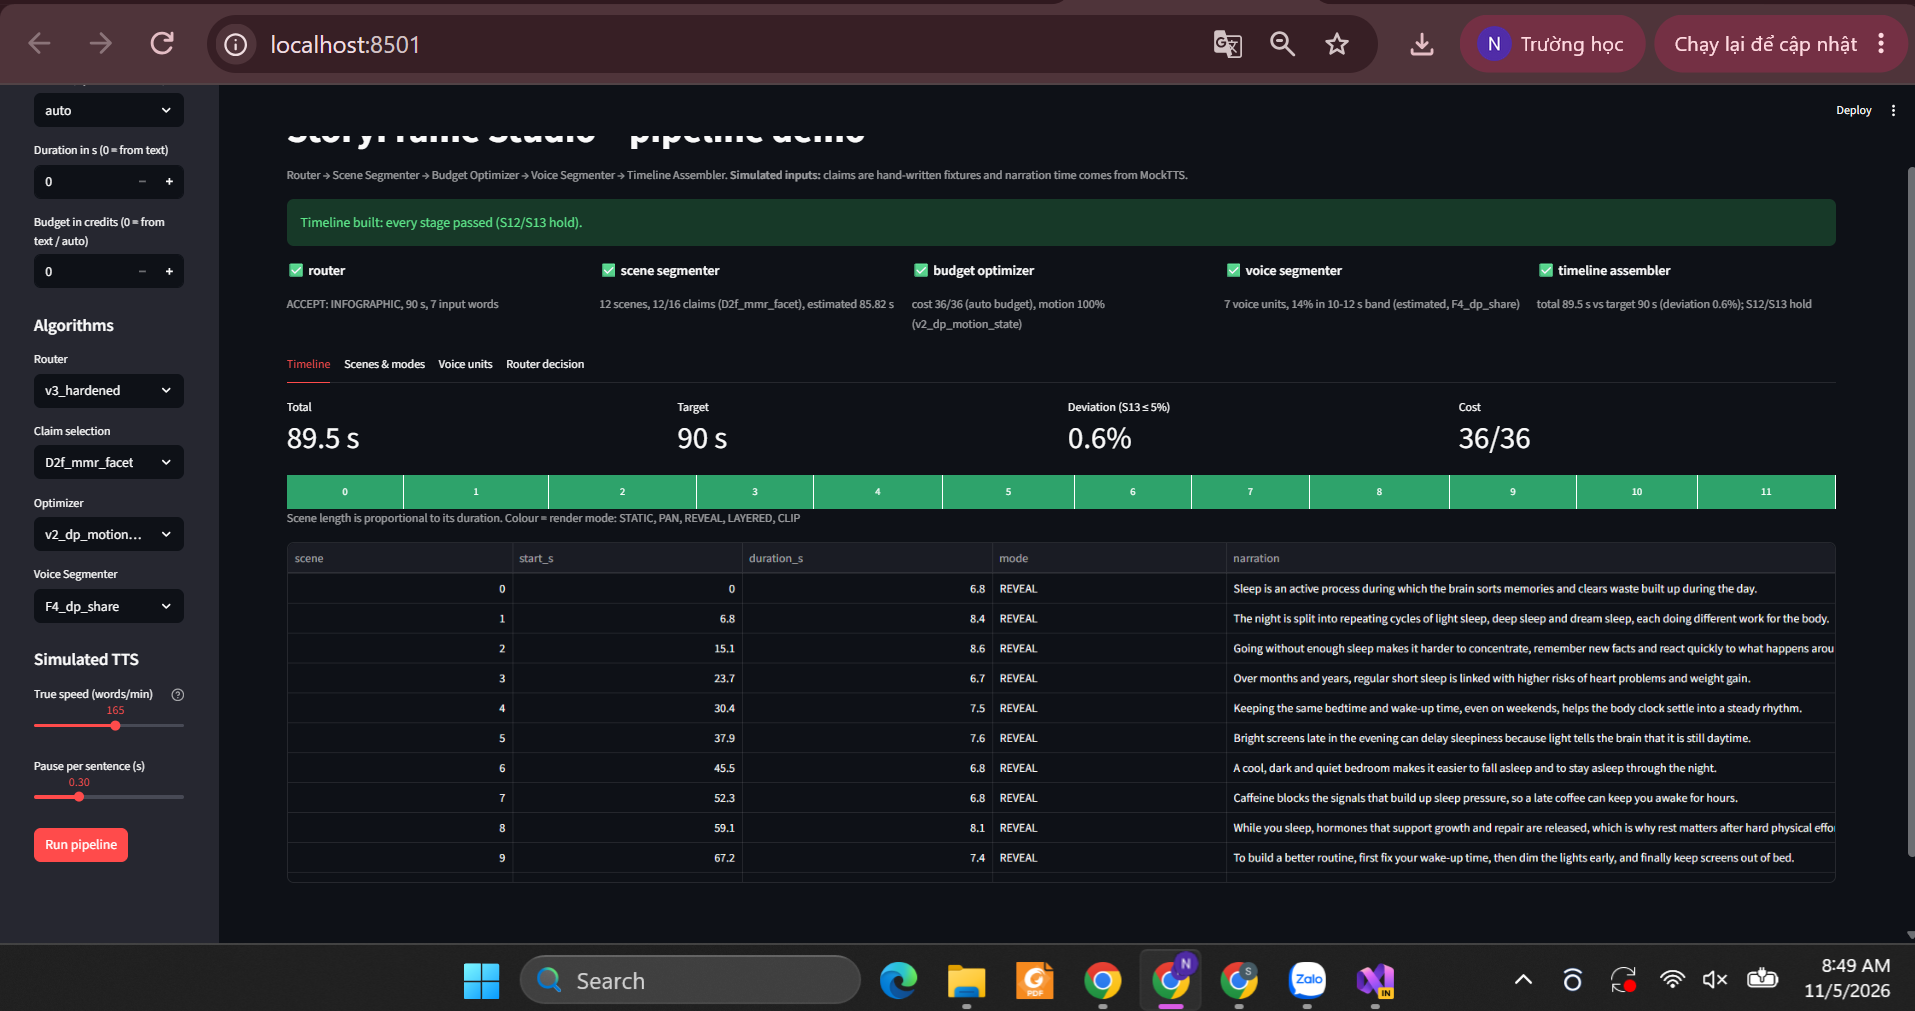 localhost:8501
N Trường học
Chạy lại để cập nhật
Deploy
auto
Duration in s (0 = from text)
0
Budget in credits (0 = from
text / auto)
0
Algorithms
Router
v3_hardened
Claim selection
D2f_mmr_facet
Optimizer
v2_dp_motion...
Voice Segmenter
F4_dp_share
Simulated TTS
True speed (words/min)
165
Pause per sentence (s)
0.30
Run pipeline
StoryFrame Studio pipeline demo
Router → Scene Segmenter → Budget Optimizer → Voice Segmenter → Timeline Assembler. Simulated inputs: claims are hand-written fixtures and narration time comes from MockTTS.
Timeline built: every stage passed (S12/S13 hold).
router
ACCEPT: INFOGRAPHIC, 90 s, 7 input words
scene segmenter
12 scenes, 12/16 claims (D2f_mmr_facet), estimated 85.82 s
budget optimizer
cost 36/36 (auto budget), motion 100%
(v2_dp_motion_state)
voice segmenter
7 voice units, 14% in 10-12 s band (estimated, F4_dp_share)
timeline assembler
total 89.5 s vs target 90 s (deviation 0.6%); S12/S13 hold
Timeline Scenes & modes Voice units Router decision
Total Target Deviation (S13 ≤ 5%) Cost
89.5 s 90 s 0.6% 36/36
0 1 2 3 4 5 6 7 8 9 10 11
Scene length is proportional to its duration. Colour = render mode: STATIC, PAN, REVEAL, LAYERED, CLIP
scene start_s duration_s mode narration
0 0 6.8 REVEAL Sleep is an active process during which the brain sorts memories and clears waste built up during the day.
1 6.8 8.4 REVEAL The night is split into repeating cycles of light sleep, deep sleep and dream sleep, each doing different work for the body.
2 15.1 8.6 REVEAL Going without enough sleep makes it harder to concentrate, remember new facts and react quickly to what happens arou
3 23.7 6.7 REVEAL Over months and years, regular short sleep is linked with higher risks of heart problems and weight gain.
4 30.4 7.5 REVEAL Keeping the same bedtime and wake-up time, even on weekends, helps the body clock settle into a steady rhythm.
5 37.9 7.6 REVEAL Bright screens late in the evening can delay sleepiness because light tells the brain that it is still daytime.
6 45.5 6.8 REVEAL A cool, dark and quiet bedroom makes it easier to fall asleep and to stay asleep through the night.
7 52.3 6.8 REVEAL Caffeine blocks the signals that build up sleep pressure, so a late coffee can keep you awake for hours.
8 59.1 8.1 REVEAL While you sleep, hormones that support growth and repair are released, which is why rest matters after hard physical effo
9 67.2 7.4 REVEAL To build a better routine, first fix your wake-up time, then dim the lights early, and finally keep screens out of bed.
Search
PDF
N
S
Zalo
IN
8:49 AM
11/5/2026